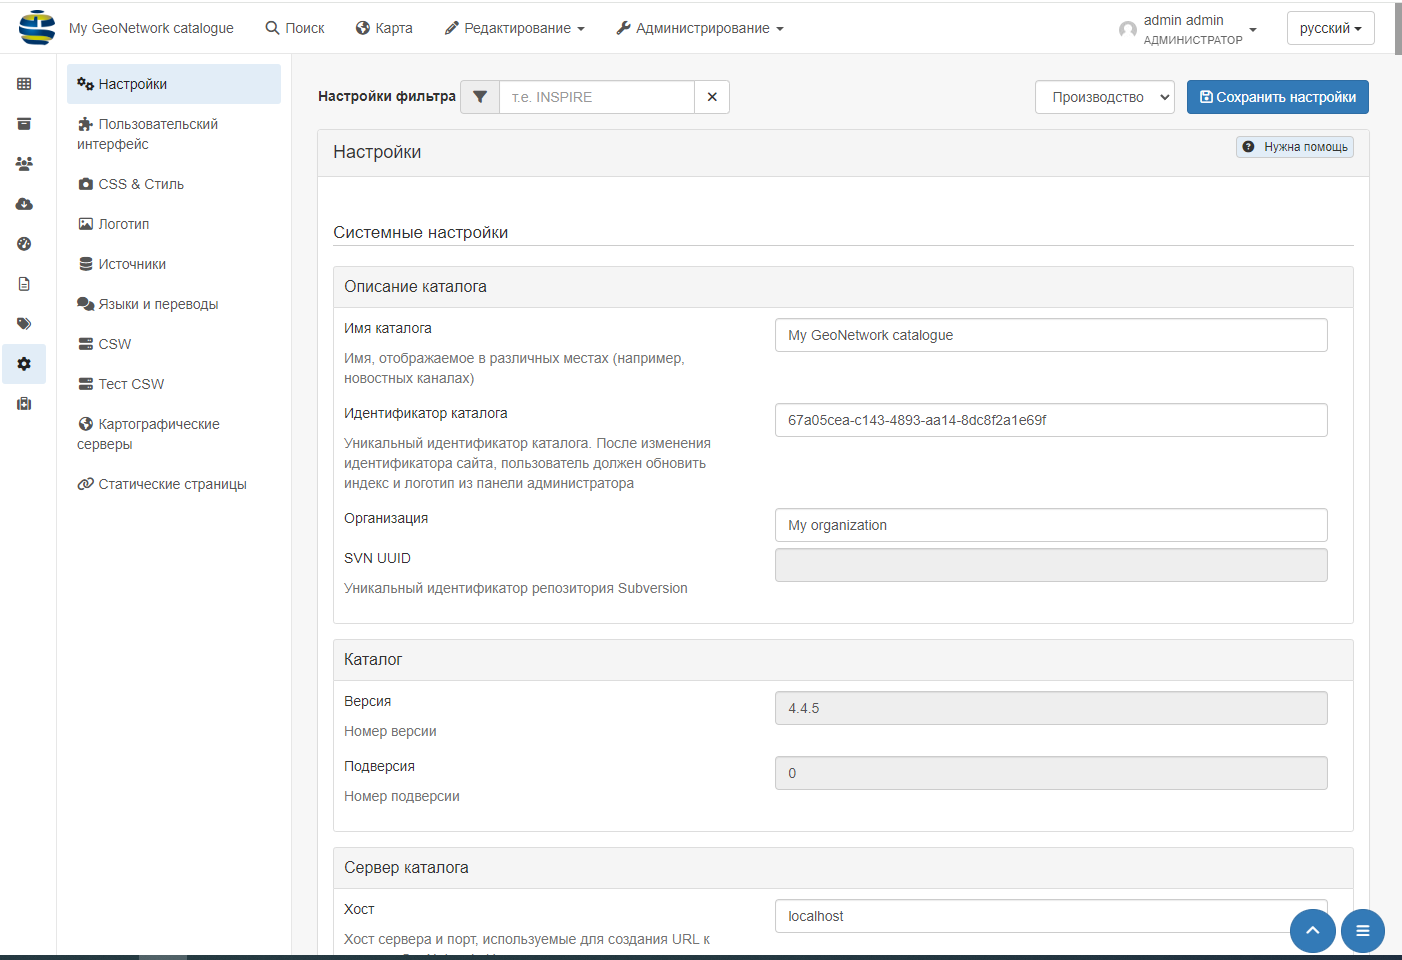 My GeoNetwork catalogue
Поиск
Карта
Редактирование
Администрирование
admin admin
АДМИНИСТРАТОР
русский
Настройки
Пользовательский
интерфейс
CSS & Стиль
Логотип
Источники
Языки и переводы
CSW
Тест CSW
Картографические
серверы
Статические страницы
Настройки фильтра
т.е. INSPIRE
Производство
Сохранить настройки
Настройки
Нужна помощь
Системные настройки
Описание каталога
Имя каталога
My GeoNetwork catalogue
Имя, отображаемое в различных местах (например,
новостных каналах)
Идентификатор каталога
67a05cea-c143-4893-aa14-8dc8f2a1e69f
Уникальный идентификатор каталога. После изменения
идентификатора сайта, пользователь должен обновить
индекс и логотип из панели администратора
Организация
My organization
SVN UUID
Уникальный идентификатор репозитория Subversion
Каталог
Версия
4.4.5
Номер версии
Подверсия
0
Номер подверсии
Сервер каталога
Хост
localhost
Хост сервера и порт, используемые для создания URL к